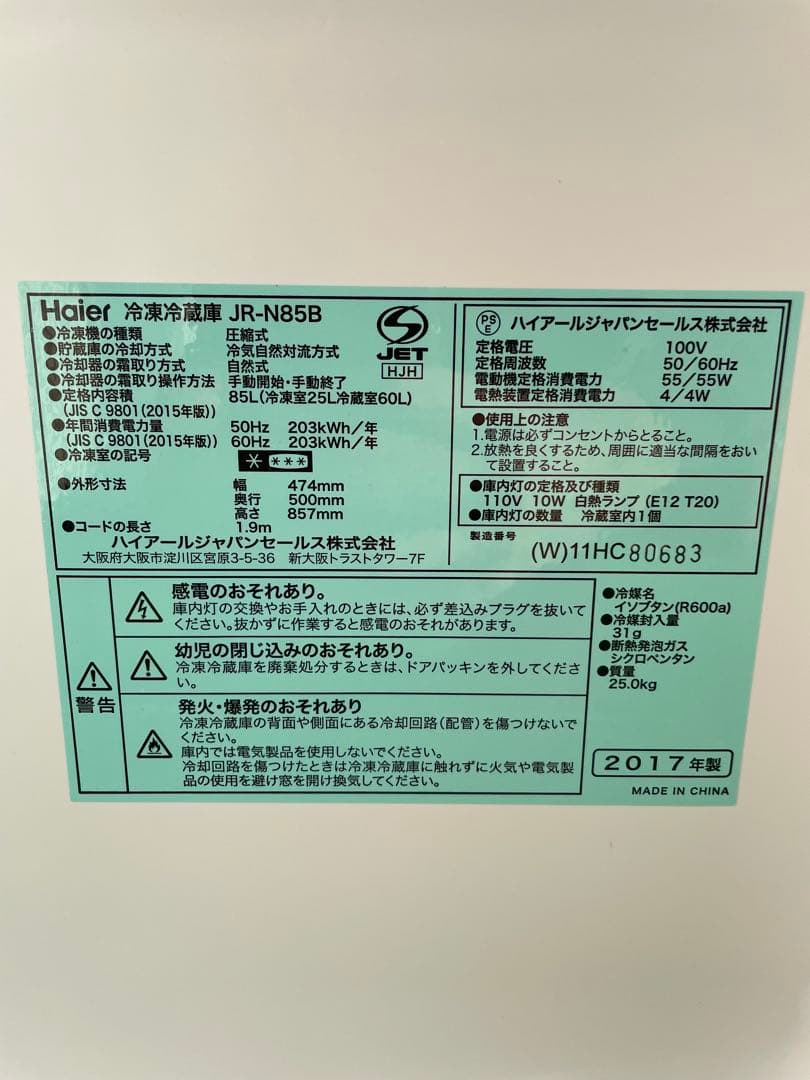 Haier 冷凍冷蔵庫 JR-N85B
●冷凍機の種類 圧縮式
●貯蔵庫の冷却方式 冷気自然対流方式
●冷却器の霜取り方式 自然式
●冷却器の霜取り操作方法 手動開始・手動終了
●定格内容積 85L(冷凍室25L冷蔵室60L)
(JIS C 9801(2015年版))
●年間消費電力量 50Hz 203kWh/年
(JIS C 9801(2015年版)) 60Hz 203kWh/年
●冷凍室の記号
●外形寸法 幅 474mm
奥行 500mm
高さ 857mm
●コードの長さ 1.9m
ハイアールジャパンセールス株式会社
大阪府大阪市淀川区宮原3-5-36 新大阪トラストタワー7F
JET
HJH
PS
E
ハイアールジャパンセールス株式会社
定格電圧 100V
定格周波数 50/60Hz
電動機定格消費電力 55/55W
電熱装置定格消費電力 4/4W
●使用上の注意
1.電源は必ずコンセントからとること。
2.放熱を良くするため、周囲に適当な間隔をおい
て設置すること。
●庫内灯の定格及び種類
110V 10W 白熱ランプ(E12 T20)
●庫内灯の数量 冷蔵室内1個
製造番号
(W)11HC80683
警告
感電のおそれあり。
庫内灯の交換やお手入れのときには、必ず差込みプラグを抜いて
ください。抜かずに作業すると感電のおそれがあります。
幼児の閉じ込みのおそれあり。
冷凍冷蔵庫を廃棄処分するときは、ドアパッキンを外してくださ
い。
発火・爆発のおそれあり
冷凍冷蔵庫の背面や側面にある冷却回路(配管)を傷つけないで
ください。
庫内では電気製品を使用しないでください。
冷却回路を傷つけたときは冷凍冷蔵庫に触れずに火気や電気製
品の使用を避け窓を開け換気してください。
●冷媒名
イソブタン(R600a)
●冷媒封入量
31g
●断熱発泡ガス
シクロペンタン
●質量
25.0kg
2017年製
MADE IN CHINA